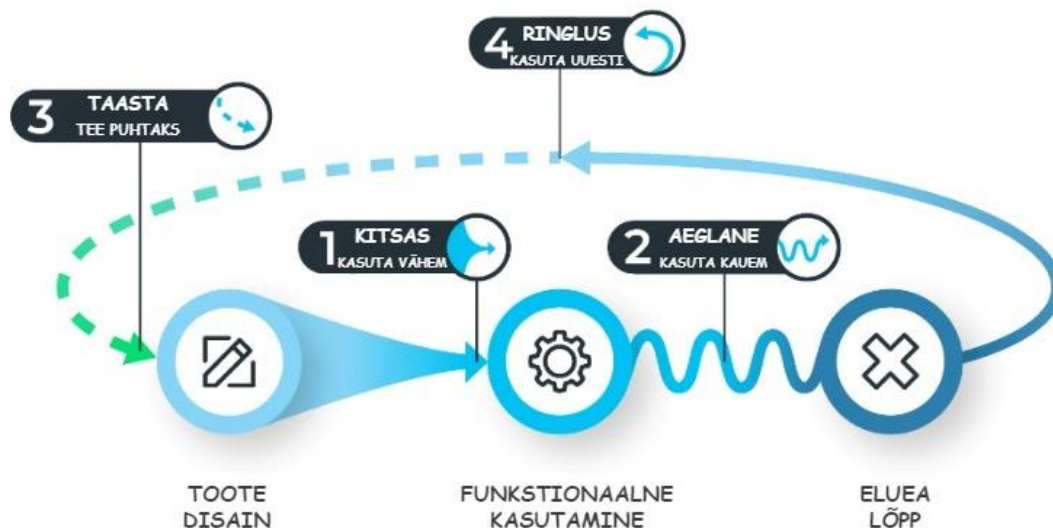 4 RINGLUS
KASUTA UUESTI
3 TAASTA
TEE PUHTAKS
1 KITSAS
KASUTA VÄHEM
2 AEGLANE
KASUTA KAUEM
TOOTE
DISAIN
FUNKSTIONAALNE
KASUTAMINE
ELUEA
LÕPP